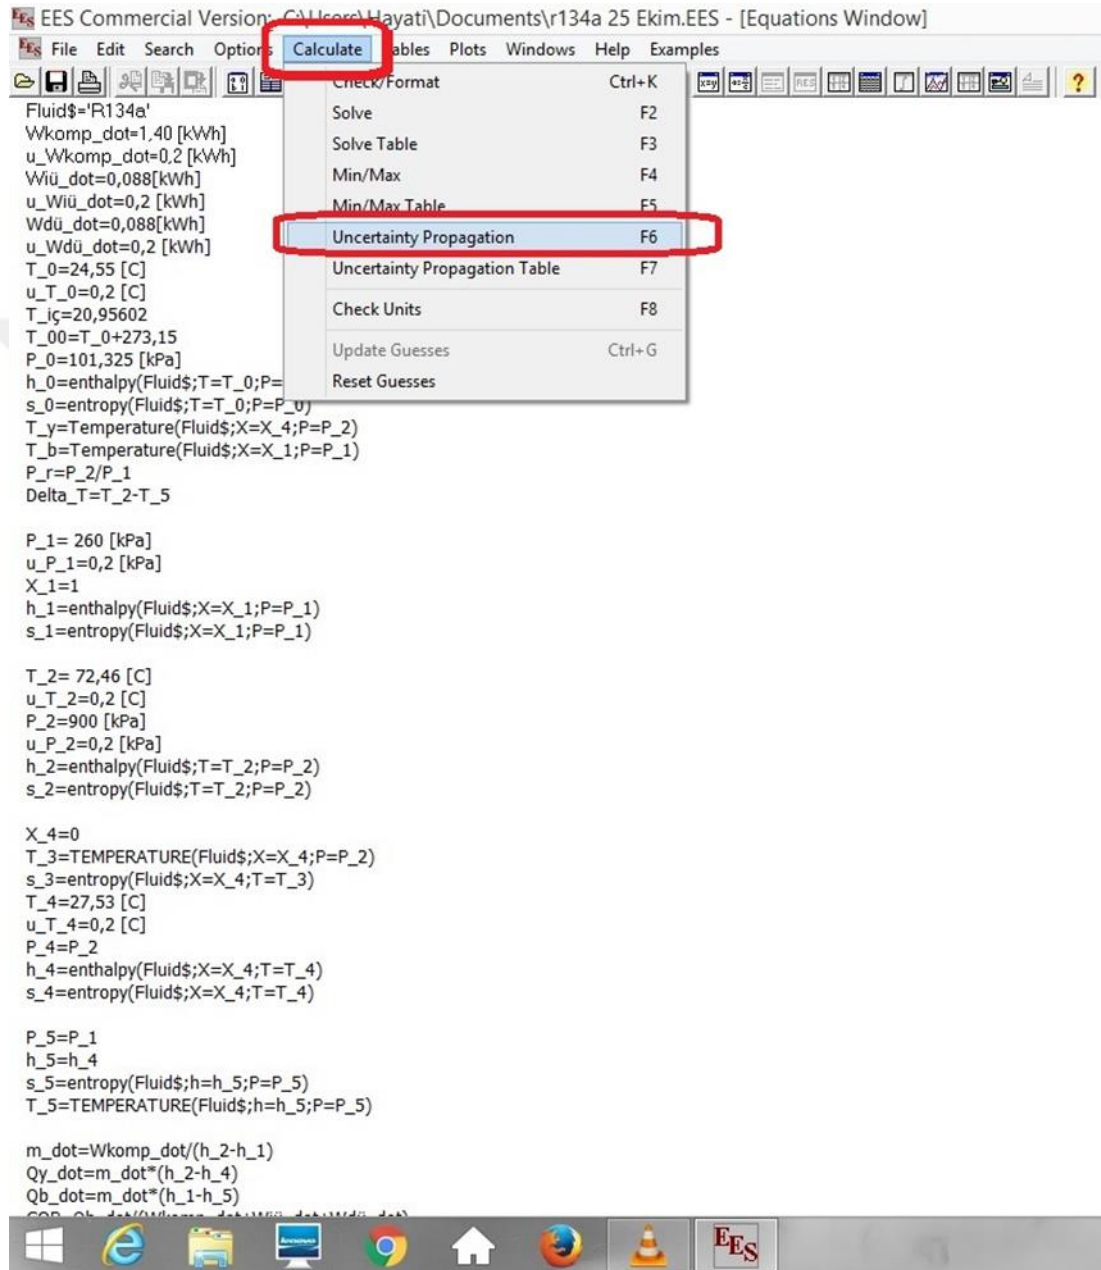 EES Commercial Version: C:\Users\Hayati\Documents\r134a 25 Ekim.EES - [Equations Window]
File Edit Search Options Calculate Tables Plots Windows Help Examples
Check/Format Ctrl+K
Solve F2
Solve Table F3
Min/Max F4
Min/Max Table F5
Uncertainty Propagation F6
Uncertainty Propagation Table F7
Check Units F8
Update Guesses Ctrl+G
Reset Guesses
Fluid$='R134a'
Wkomp_dot=1,40 [kWh]
u_Wkomp_dot=0,2 [kWh]
Wiü_dot=0,088[kWh]
u_Wiü_dot=0,2 [kWh]
Wdü_dot=0,088[kWh]
u_Wdü_dot=0,2 [kWh]
T_0=24,55 [C]
u_T_0=0,2 [C]
T_iç=20,95602
T_00=T_0+273,15
P_0=101,325 [kPa]
h_0=enthalpy(Fluid$;T=T_0;P=
s_0=entropy(Fluid$;T=T_0;P=P_0)
T_y=Temperature(Fluid$;X=X_4;P=P_2)
T_b=Temperature(Fluid$;X=X_1;P=P_1)
P_r=P_2/P_1
Delta_T=T_2-T_5
P_1= 260 [kPa]
u_P_1=0,2 [kPa]
X_1=1
h_1=enthalpy(Fluid$;X=X_1;P=P_1)
s_1=entropy(Fluid$;X=X_1;P=P_1)
T_2= 72,46 [C]
u_T_2=0,2 [C]
P_2=900 [kPa]
u_P_2=0,2 [kPa]
h_2=enthalpy(Fluid$;T=T_2;P=P_2)
s_2=entropy(Fluid$;T=T_2;P=P_2)
X_4=0
T_3=TEMPERATURE(Fluid$;X=X_4;P=P_2)
s_3=entropy(Fluid$;X=X_4;T=T_3)
T_4=27,53 [C]
u_T_4=0,2 [C]
P_4=P_2
h_4=enthalpy(Fluid$;X=X_4;T=T_4)
s_4=entropy(Fluid$;X=X_4;T=T_4)
P_5=P_1
h_5=h_4
s_5=entropy(Fluid$;h=h_5;P=P_5)
T_5=TEMPERATURE(Fluid$;h=h_5;P=P_5)
m_dot=Wkomp_dot/(h_2-h_1)
Qy_dot=m_dot*(h_2-h_4)
Qb_dot=m_dot*(h_1-h_5)
lenovo
EES